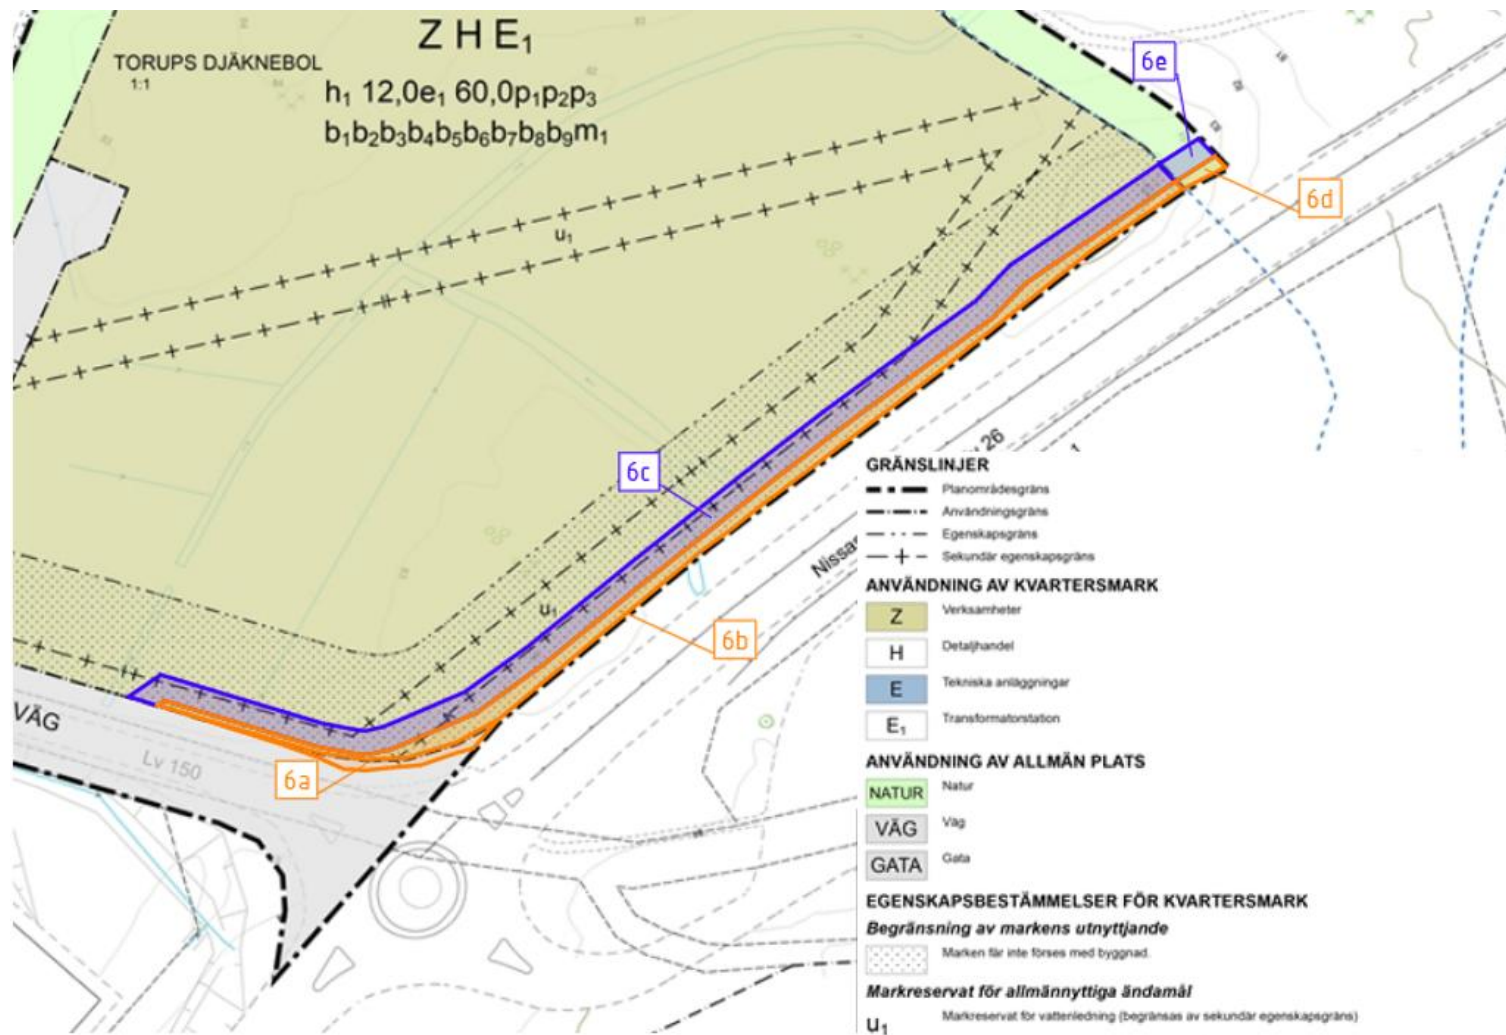 Z H E₁
TORUPS DJÄKNEBOL
1:1
h₁ 12,0e₁ 60,0p₁p₂p₃
b₁b₂b₃b₄b₅b₆b₇b₈b₉m₁
6e
6d
u₁
6c
26
u₁
6b
VÄG
Lv 150
6a
GRÄNSLINJER
Planområdesgräns
Användningsgräns
Egenskapsgräns
Sekundär egenskapsgräns
ANVÄNDNING AV KVARTERSMARK
Z Verksamheter
H Detaljhandel
E Tekniska anläggningar
E₁ Transformatorstation
ANVÄNDNING AV ALLMÄN PLATS
NATUR Natur
VÄG Väg
GATA Gata
EGENSKAPSBESTÄMMELSER FÖR KVARTERSMARK
Begränsning av markens utnyttjande
Marken får inte förses med byggnad.
Markreservat för allmännyttiga ändamål
u₁ Markreservat för vattenledning (begränsas av sekundär egenskapsgräns)